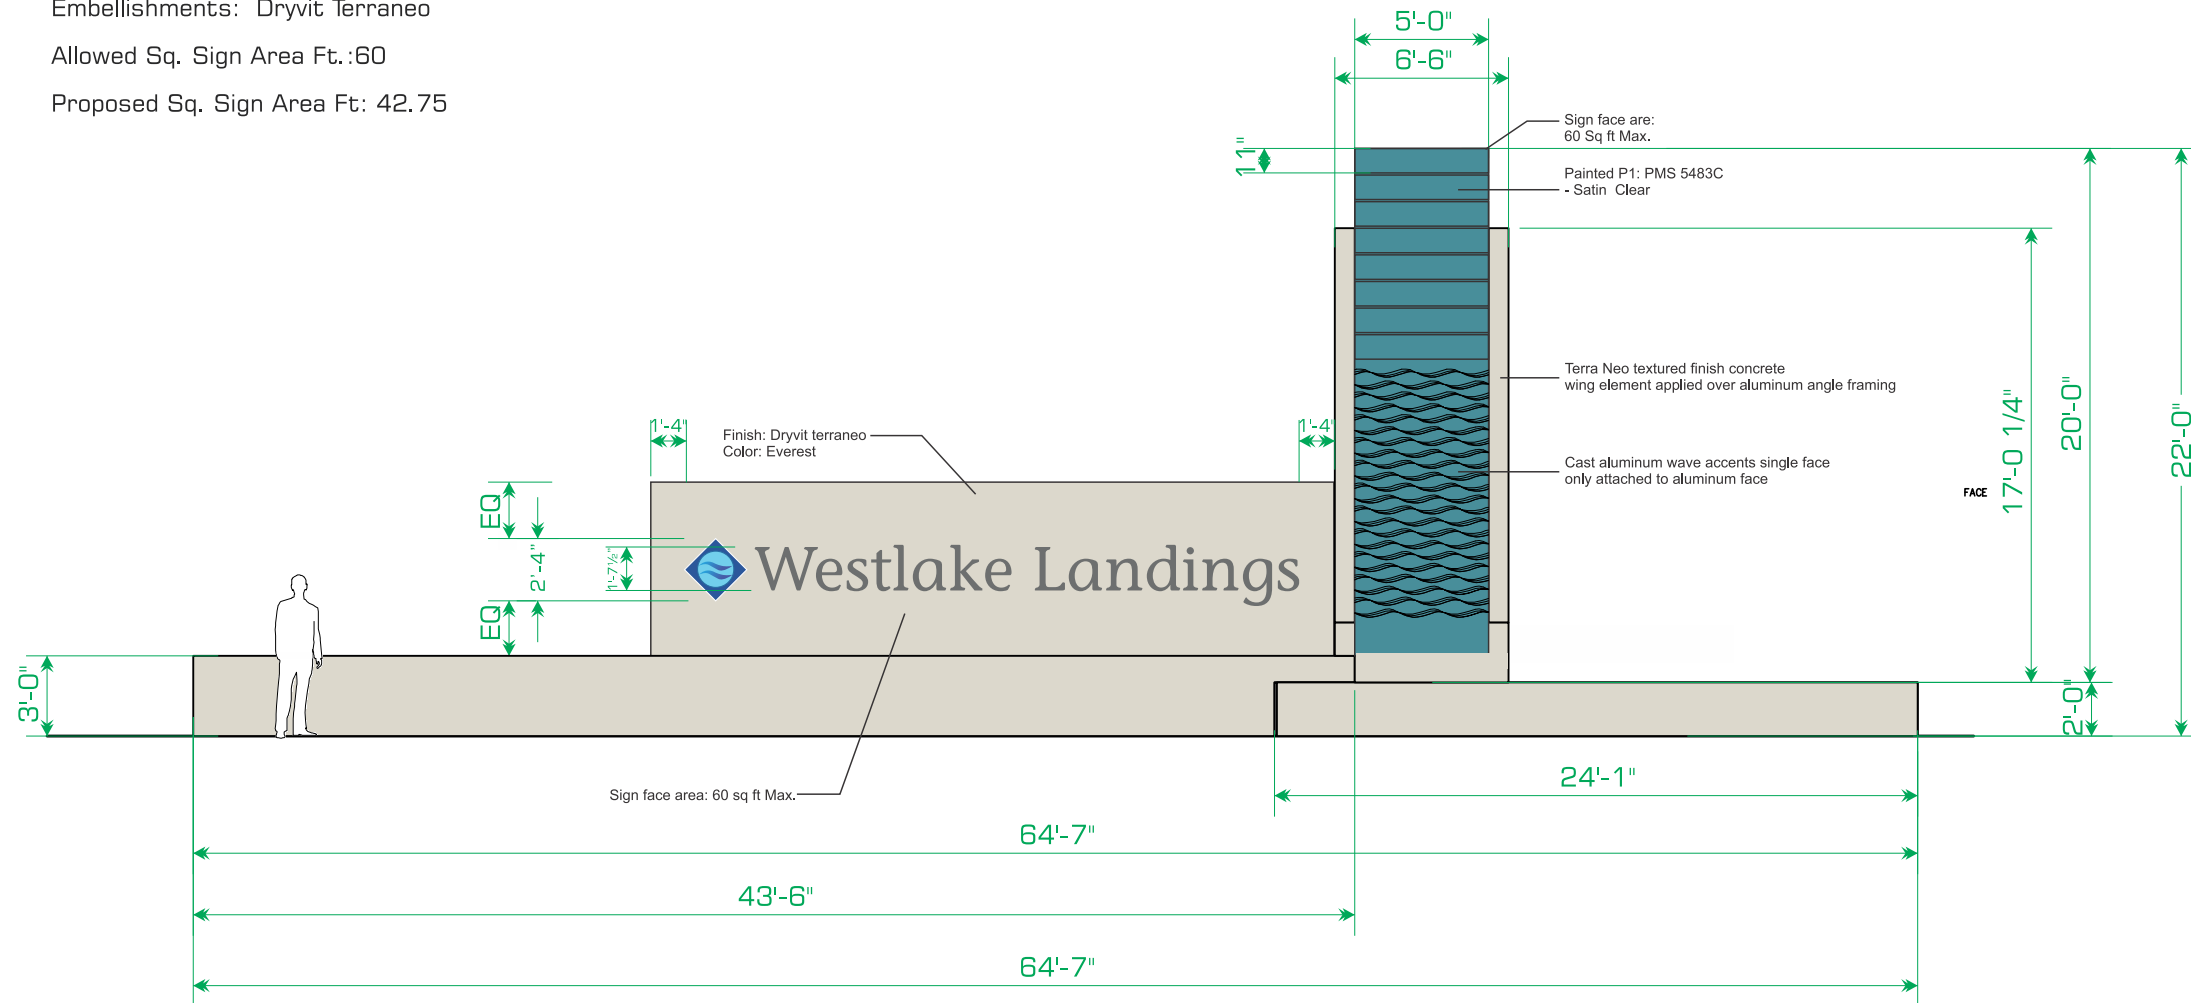 Embellishments: Dryvit Terraneo
Allowed Sq. Sign Area Ft.:60
Proposed Sq. Sign Area Ft: 42.75
5'-0"
6'-6"
11"
Sign face are:
60 Sq ft Max.
Painted P1: PMS 5483C
- Satin Clear
Terra Neo textured finish concrete
wing element applied over aluminum angle framing
Cast aluminum wave accents single face
only attached to aluminum face
FACE
17'-0 1/4"
20'-0"
22'-0"
2'-0"
1'-4"
Finish: Dryvit terraneo
Color: Everest
1'-4"
EQ
2'-4"
EQ
1'-7½"
Westlake Landings
3'-0"
Sign face area: 60 sq ft Max.
24'-1"
64'-7"
43'-6"
64'-7"